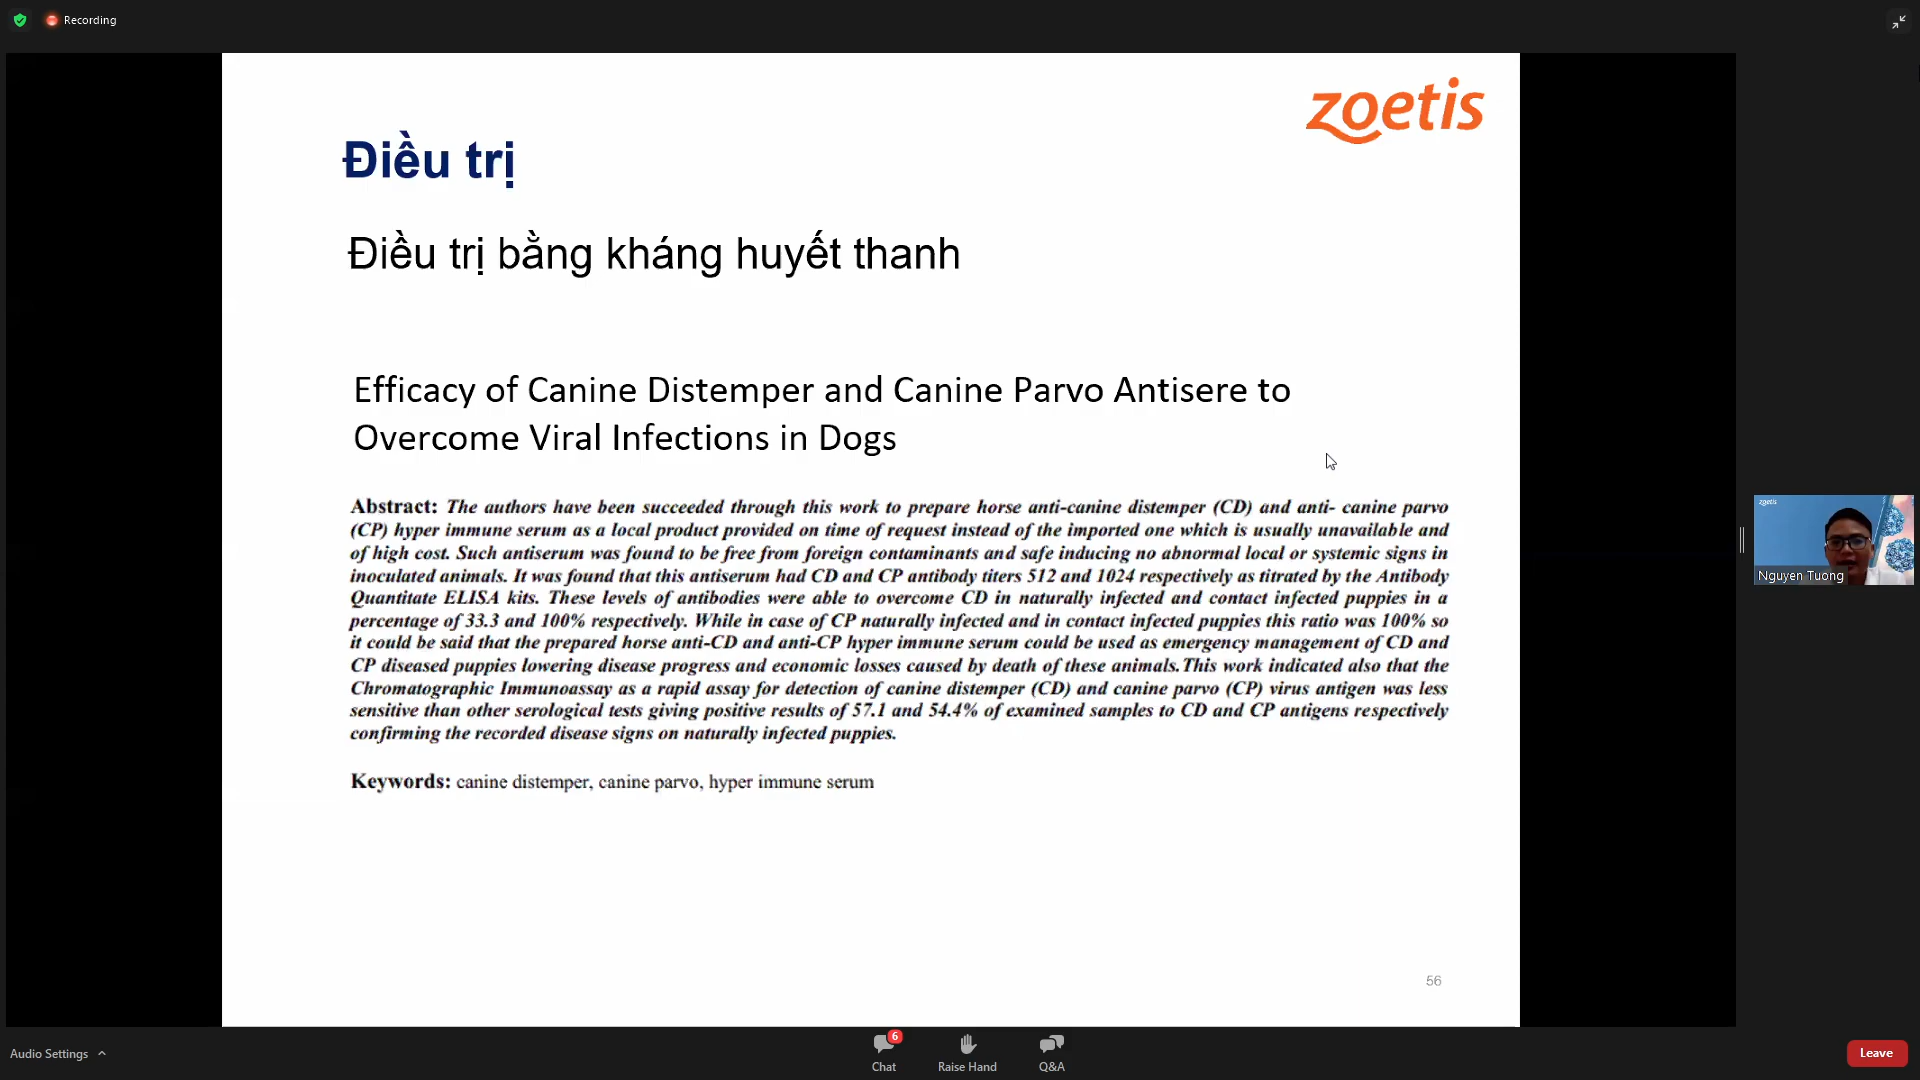 Recording
zoetis
Điều trị
Điều trị bằng kháng huyết thanh
Efficacy of Canine Distemper and Canine Parvo Antisere to
Overcome Viral Infections in Dogs
Abstract: The authors have been succeeded through this work to prepare horse anti-canine distemper (CD) and anti- canine parvo
(CP) hyper immune serum as a local product provided on time of request instead of the imported one which is usually unavailable and
of high cost. Such antiserum was found to be free from foreign contaminants and safe inducing no abnormal local or systemic signs in
inoculated animals. It was found that this antiserum had CD and CP antibody titers 512 and 1024 respectively as titrated by the Antibody
Quantitate ELISA kits. These levels of antibodies were able to overcome CD in naturally infected and contact infected puppies in a
percentage of 33.3 and 100% respectively. While in case of CP naturally infected and in contact infected puppies this ratio was 100% so
it could be said that the prepared horse anti-CD and anti-CP hyper immune serum could be used as emergency management of CD and
CP diseased puppies lowering disease progress and economic losses caused by death of these animals.This work indicated also that the
Chromatographic Immunoassay as a rapid assay for detection of canine distemper (CD) and canine parvo (CP) virus antigen was less
sensitive than other serological tests giving positive results of 57.1 and 54.4% of examined samples to CD and CP antigens respectively
confirming the recorded disease signs on naturally infected puppies.
Keywords: canine distemper, canine parvo, hyper immune serum
56
zoetis
Nguyen Tuong
Audio Settings
6
Chat
Raise Hand
Q&A
Leave